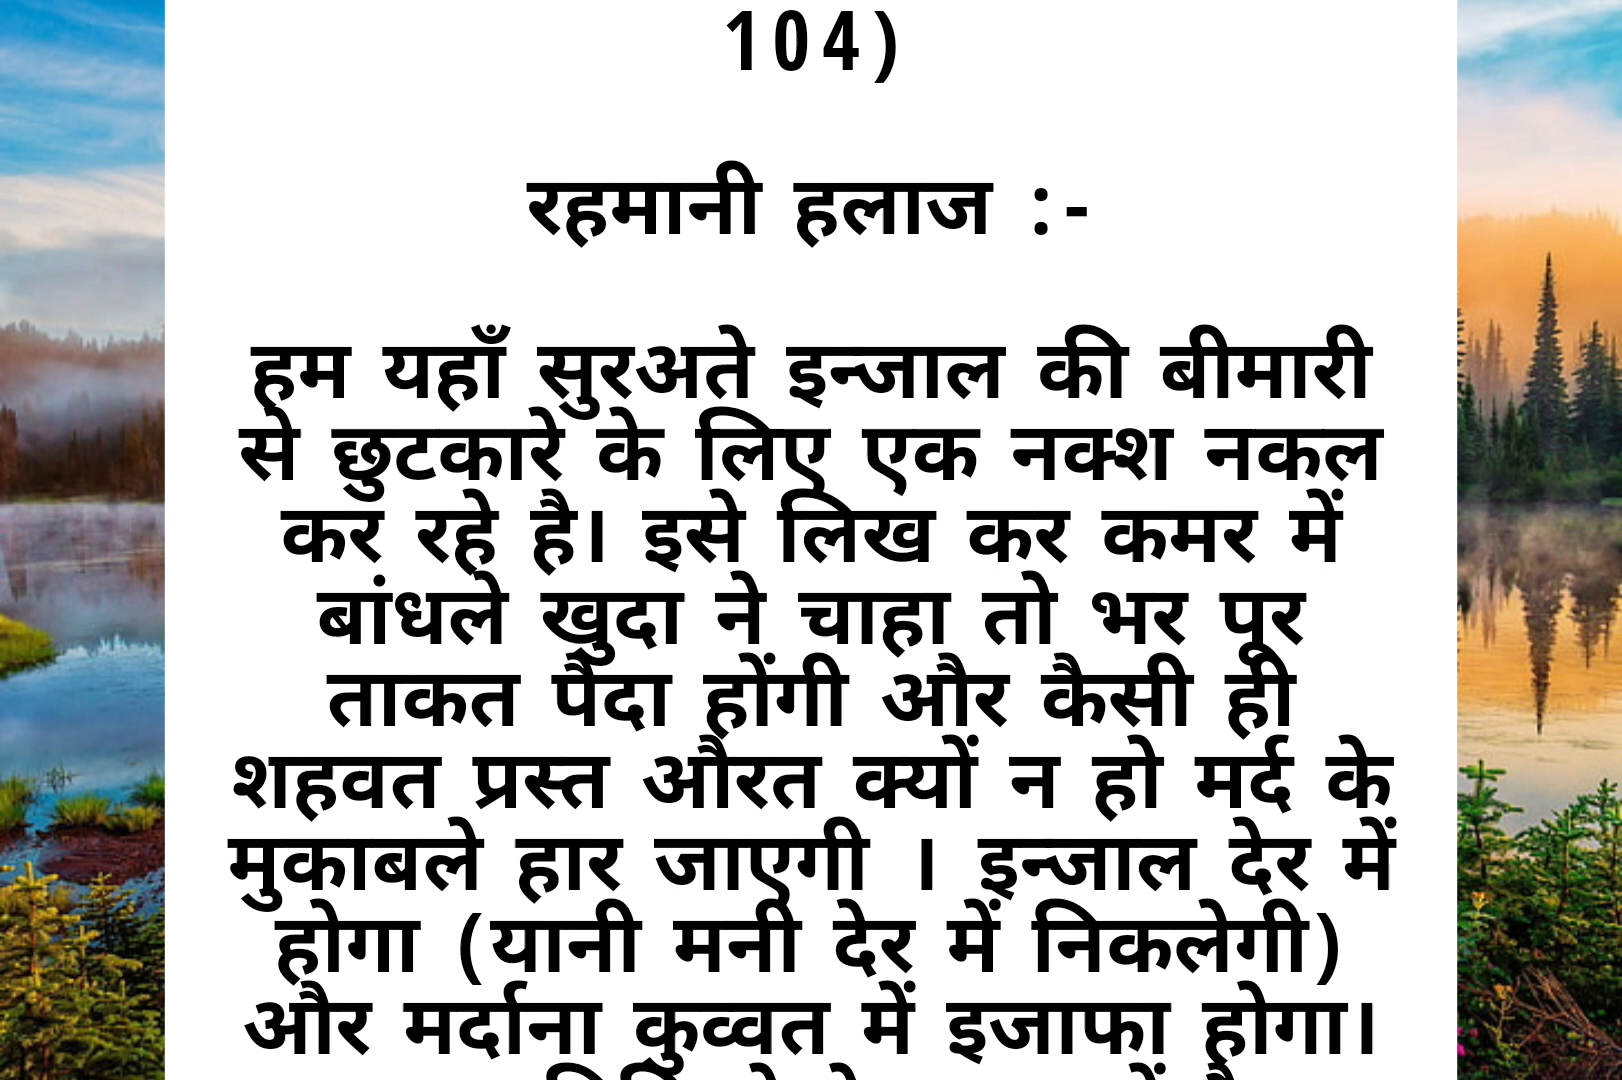 104)
रहमानी हलाज :-
हम यहाँ सुरअते इन्जाल की बीमारी
से छुटकारे के लिए एक नक्श नकल
कर रहे है। इसे लिख कर कमर में
बांधले खुदा ने चाहा तो भर पूर
ताकत पैदा होंगी और कैसी ही
शहवत प्रस्त औरत क्यों न हो मर्द के
मुकाबले हार जाएगी । इन्जाल देर में
होगा (यानी मनी देर में निकलेगी)
और मर्दाना कुव्वत में इजाफा होगा।